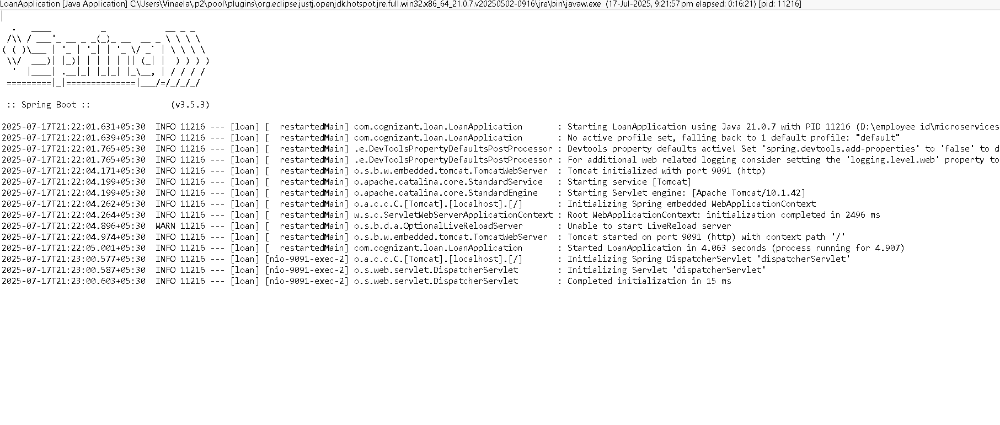 LoanApplication [Java Application] C:\Users\Vineela\.p2\pool\plugins\org.eclipse.justj.openjdk.hotspot.jre.full.win32.x86_64_21.0.7.v20250502-0916\jre\bin\javaw.exe (17-Jul-2025, 9:21:57 pm elapsed: 0:16:21) [pid: 11216]
  .   ____          _            __ _ _
 /\\ / ___'_ __ _ _(_)_ __  __ _ \ \ \ \
( ( )\___ | '_ | '_| | '_ \/ _` | \ \ \ \
 \\/  ___)| |_)| | | | | || (_| |  ) ) ) )
  '  |____| .__|_| |_|_| |_\__, | / / / /
 =========|_|==============|___/=/_/_/_/
 :: Spring Boot ::                (v3.5.3)
2025-07-17T21:22:01.631+05:30  INFO 11216 --- [loan] [  restartedMain] com.cognizant.loan.LoanApplication       : Starting LoanApplication using Java 21.0.7 with PID 11216 (D:\employee id\microservices
2025-07-17T21:22:01.639+05:30  INFO 11216 --- [loan] [  restartedMain] com.cognizant.loan.LoanApplication       : No active profile set, falling back to 1 default profile: "default"
2025-07-17T21:22:01.765+05:30  INFO 11216 --- [loan] [  restartedMain] .e.DevToolsPropertyDefaultsPostProcessor : Devtools property defaults active! Set 'spring.devtools.add-properties' to 'false' to d
2025-07-17T21:22:01.765+05:30  INFO 11216 --- [loan] [  restartedMain] .e.DevToolsPropertyDefaultsPostProcessor : For additional web related logging consider setting the 'logging.level.web' property to
2025-07-17T21:22:04.171+05:30  INFO 11216 --- [loan] [  restartedMain] o.s.b.w.embedded.tomcat.TomcatWebServer  : Tomcat initialized with port 9091 (http)
2025-07-17T21:22:04.199+05:30  INFO 11216 --- [loan] [  restartedMain] o.apache.catalina.core.StandardService   : Starting service [Tomcat]
2025-07-17T21:22:04.199+05:30  INFO 11216 --- [loan] [  restartedMain] o.apache.catalina.core.StandardEngine    : Starting Servlet engine: [Apache Tomcat/10.1.42]
2025-07-17T21:22:04.262+05:30  INFO 11216 --- [loan] [  restartedMain] o.a.c.c.C.[Tomcat].[localhost].[/]       : Initializing Spring embedded WebApplicationContext
2025-07-17T21:22:04.264+05:30  INFO 11216 --- [loan] [  restartedMain] w.s.c.ServletWebServerApplicationContext : Root WebApplicationContext: initialization completed in 2496 ms
2025-07-17T21:22:04.896+05:30  WARN 11216 --- [loan] [  restartedMain] o.s.b.d.a.OptionalLiveReloadServer       : Unable to start LiveReload server
2025-07-17T21:22:04.974+05:30  INFO 11216 --- [loan] [  restartedMain] o.s.b.w.embedded.tomcat.TomcatWebServer  : Tomcat started on port 9091 (http) with context path '/'
2025-07-17T21:22:05.001+05:30  INFO 11216 --- [loan] [  restartedMain] com.cognizant.loan.LoanApplication       : Started LoanApplication in 4.063 seconds (process running for 4.907)
2025-07-17T21:23:00.577+05:30  INFO 11216 --- [loan] [nio-9091-exec-2] o.a.c.c.C.[Tomcat].[localhost].[/]       : Initializing Spring DispatcherServlet 'dispatcherServlet'
2025-07-17T21:23:00.587+05:30  INFO 11216 --- [loan] [nio-9091-exec-2] o.s.web.servlet.DispatcherServlet        : Initializing Servlet 'dispatcherServlet'
2025-07-17T21:23:00.603+05:30  INFO 11216 --- [loan] [nio-9091-exec-2] o.s.web.servlet.DispatcherServlet        : Completed initialization in 15 ms